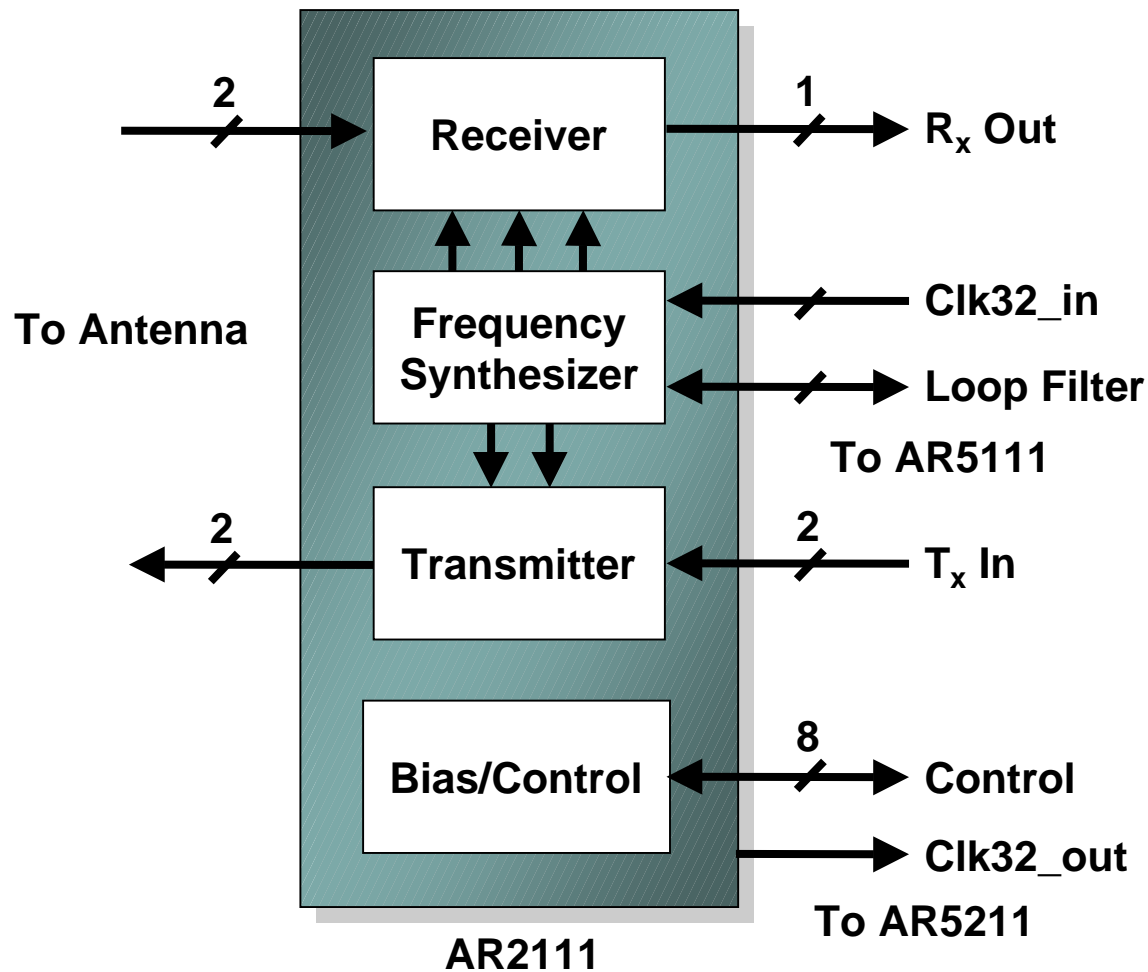 2
Receiver
1
Rₓ Out
To Antenna
Frequency
Synthesizer
Clk32_in
Loop Filter
To AR5111
2
Transmitter
2
Tₓ In
Bias/Control
8
Control
Clk32_out
To AR5211
AR2111